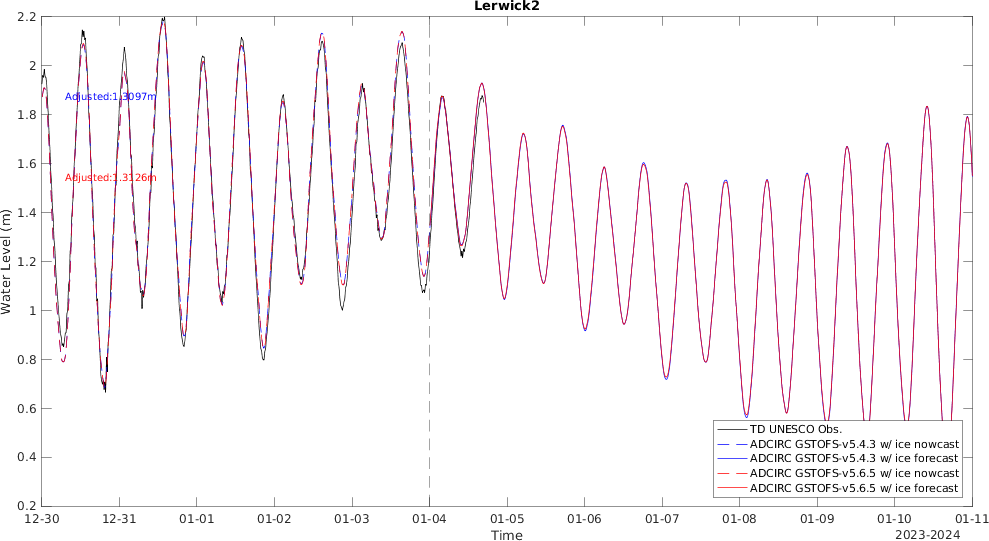 Lerwick2
2.2
2
1.8
1.6
1.4
1.2
1
0.8
0.6
0.4
0.2
Water Level (m)
Adjusted:1.3097m
Adjusted:1.3126m
TD UNESCO Obs.
ADCIRC GSTOFS-v5.4.3 w/ ice nowcast
ADCIRC GSTOFS-v5.4.3 w/ ice forecast
ADCIRC GSTOFS-v5.6.5 w/ ice nowcast
ADCIRC GSTOFS-v5.6.5 w/ ice forecast
12-30 12-31 01-01 01-02 01-03 01-04 01-05 01-06 01-07 01-08 01-09 01-10 01-11
Time
2023-2024